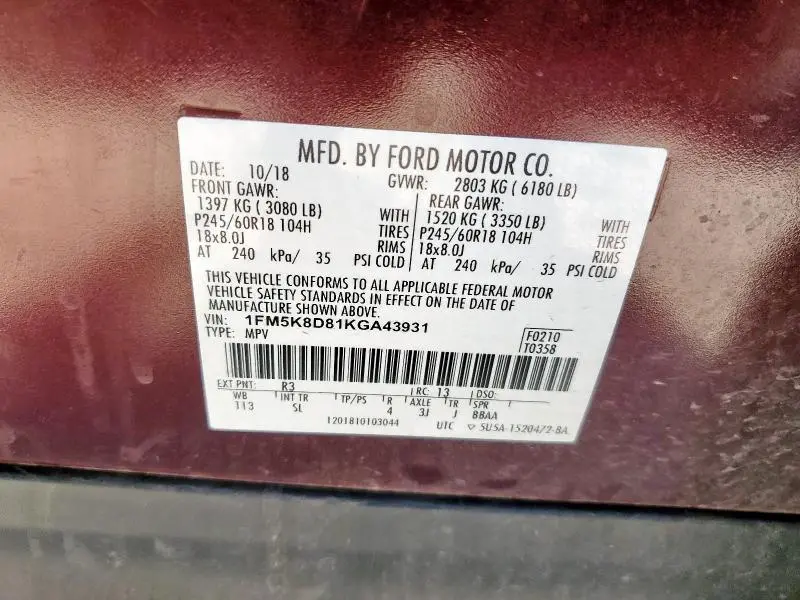 MFD. BY FORD MOTOR CO.
DATE: 10/18 GVWR: 2803 KG ( 6180 LB)
FRONT GAWR: REAR GAWR:
1397 KG ( 3080 LB) WITH 1520 KG ( 3350 LB) WITH
P245/60R18 104H TIRES P245/60R18 104H TIRES
18x8.0J RIMS 18x8.0J RIMS
AT 240 kPa/ 35 PSI COLD AT 240 kPa/ 35 PSI COLD
THIS VEHICLE CONFORMS TO ALL APPLICABLE FEDERAL MOTOR
VEHICLE SAFETY STANDARDS IN EFFECT ON THE DATE OF
MANUFACTURE SHOWN ABOVE.
VIN: 1FM5K8D81KGA43931
TYPE: MPV
F0210
T0358
EXT PNT: R3 RC: 13 DSO:
WB INT TR TP/PS R AXLE TR SPR
113 SL 4 3J J BBAA
1201810103044 UTC ▽ 5U5A-1520472-BA